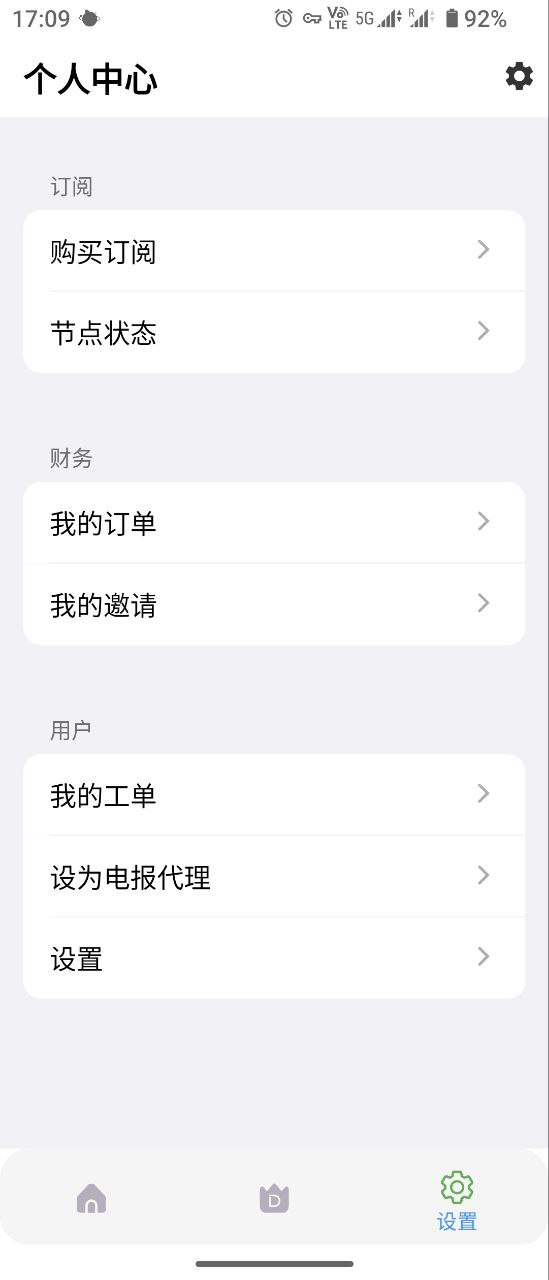 17:09
Vo LTE 5G R 92%
个人中心
订阅
购买订阅
节点状态
财务
我的订单
我的邀请
用户
我的工单
设为电报代理
设置
D
设置